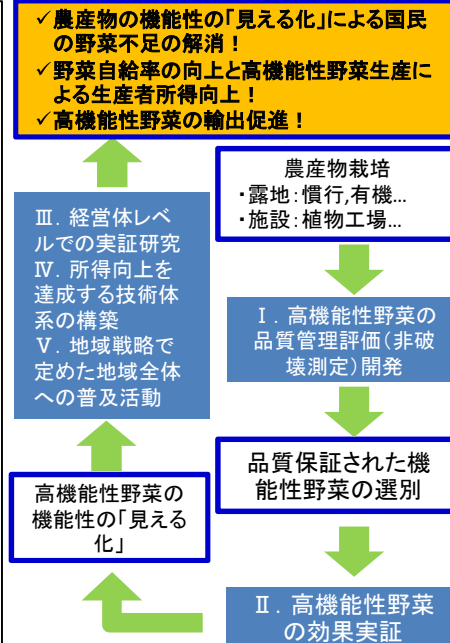 ✓農産物の機能性の「見える化」による国民
の野菜不足の解消！
✓野菜自給率の向上と高機能性野菜生産に
よる生産者所得向上！
✓高機能性野菜の輸出促進！
農産物栽培
・露地：慣行,有機...
・施設：植物工場...
Ⅰ．高機能性野菜の
品質管理評価（非破
壊測定）開発
品質保証された機
能性野菜の選別
Ⅱ．高機能性野菜
の効果実証
高機能性野菜の
機能性の「見える
化」
Ⅲ．経営体レベ
ルでの実証研究
Ⅳ．所得向上を
達成する技術体
系の構築
Ⅴ．地域戦略で
定めた地域全体
への普及活動